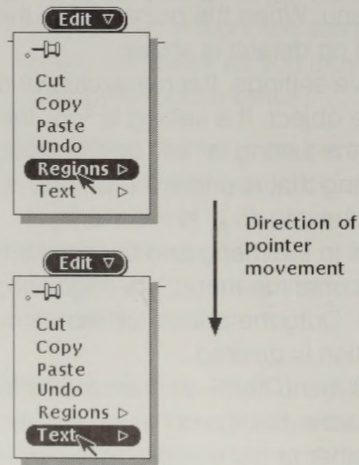 Edit ▽
Cut
Copy
Paste
Undo
Regions ▷
Text ▷
Direction of
pointer
movement
Edit ▽
Cut
Copy
Paste
Undo
Regions ▷
Text ▷